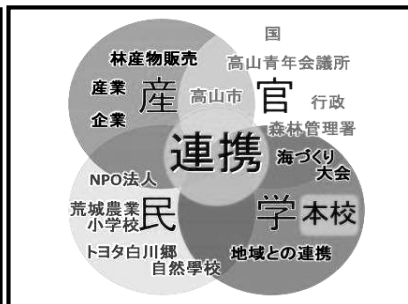 国
林産物販売
高山青年会議所
産業
産
高山市
官
行政
企業
森林管理署
連携
海づくり
大会
NPO法人
荒城農業
小学校
民
学
本校
トヨタ白川郷
自然學校
地域との連携